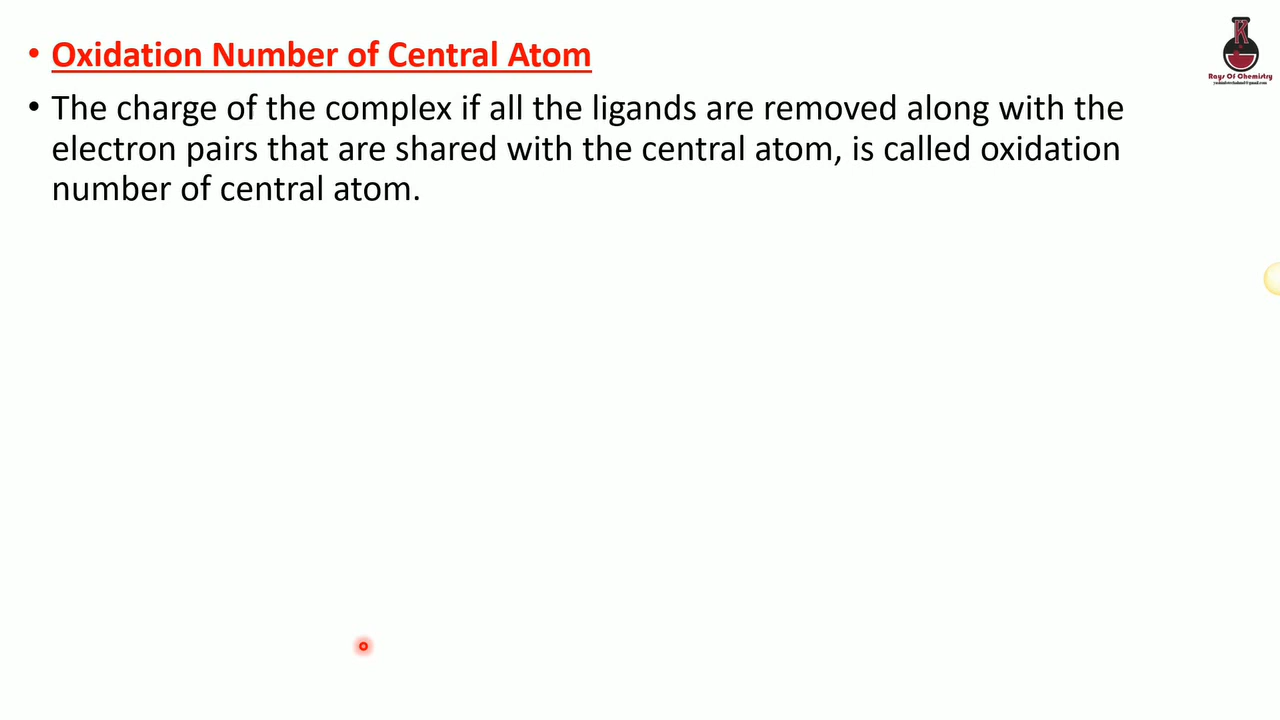 • Oxidation Number of Central Atom
• The charge of the complex if all the ligands are removed along with the
electron pairs that are shared with the central atom, is called oxidation
number of central atom.
K
Rays Of Chemistry